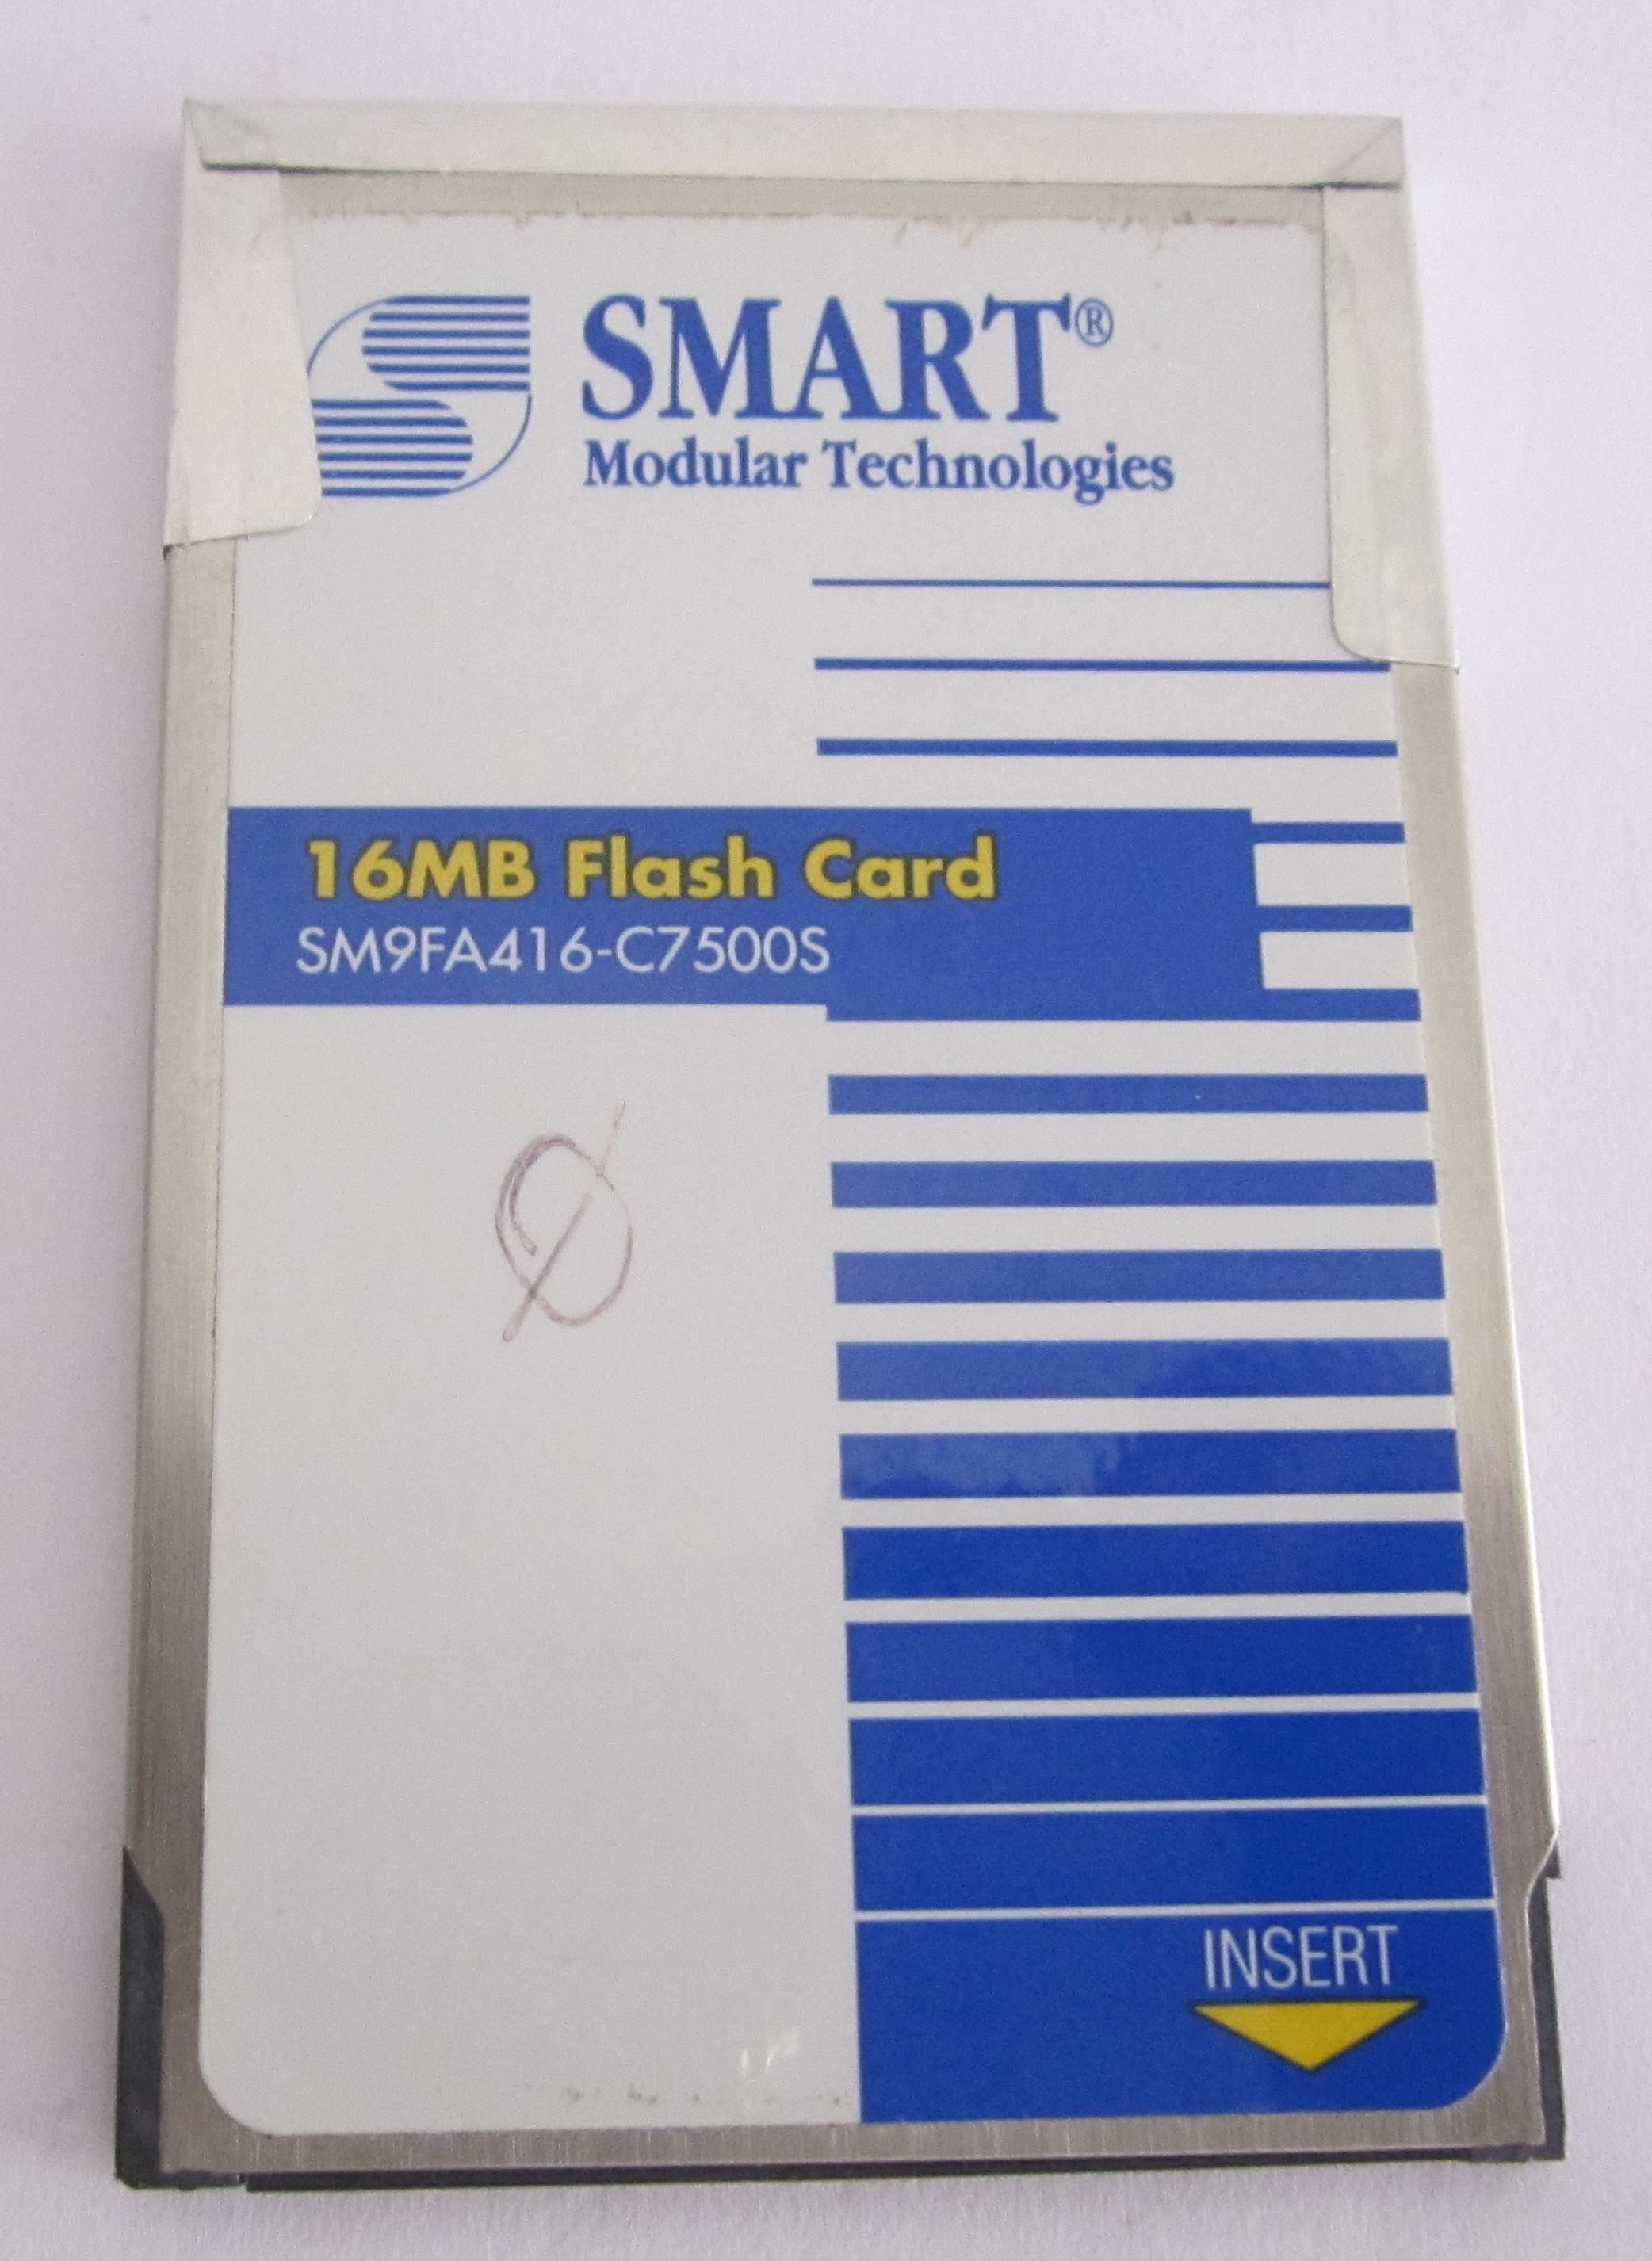 SMART®
Modular Technologies
16MB Flash Card
SM9FA416-C7500S
Ø
INSERT